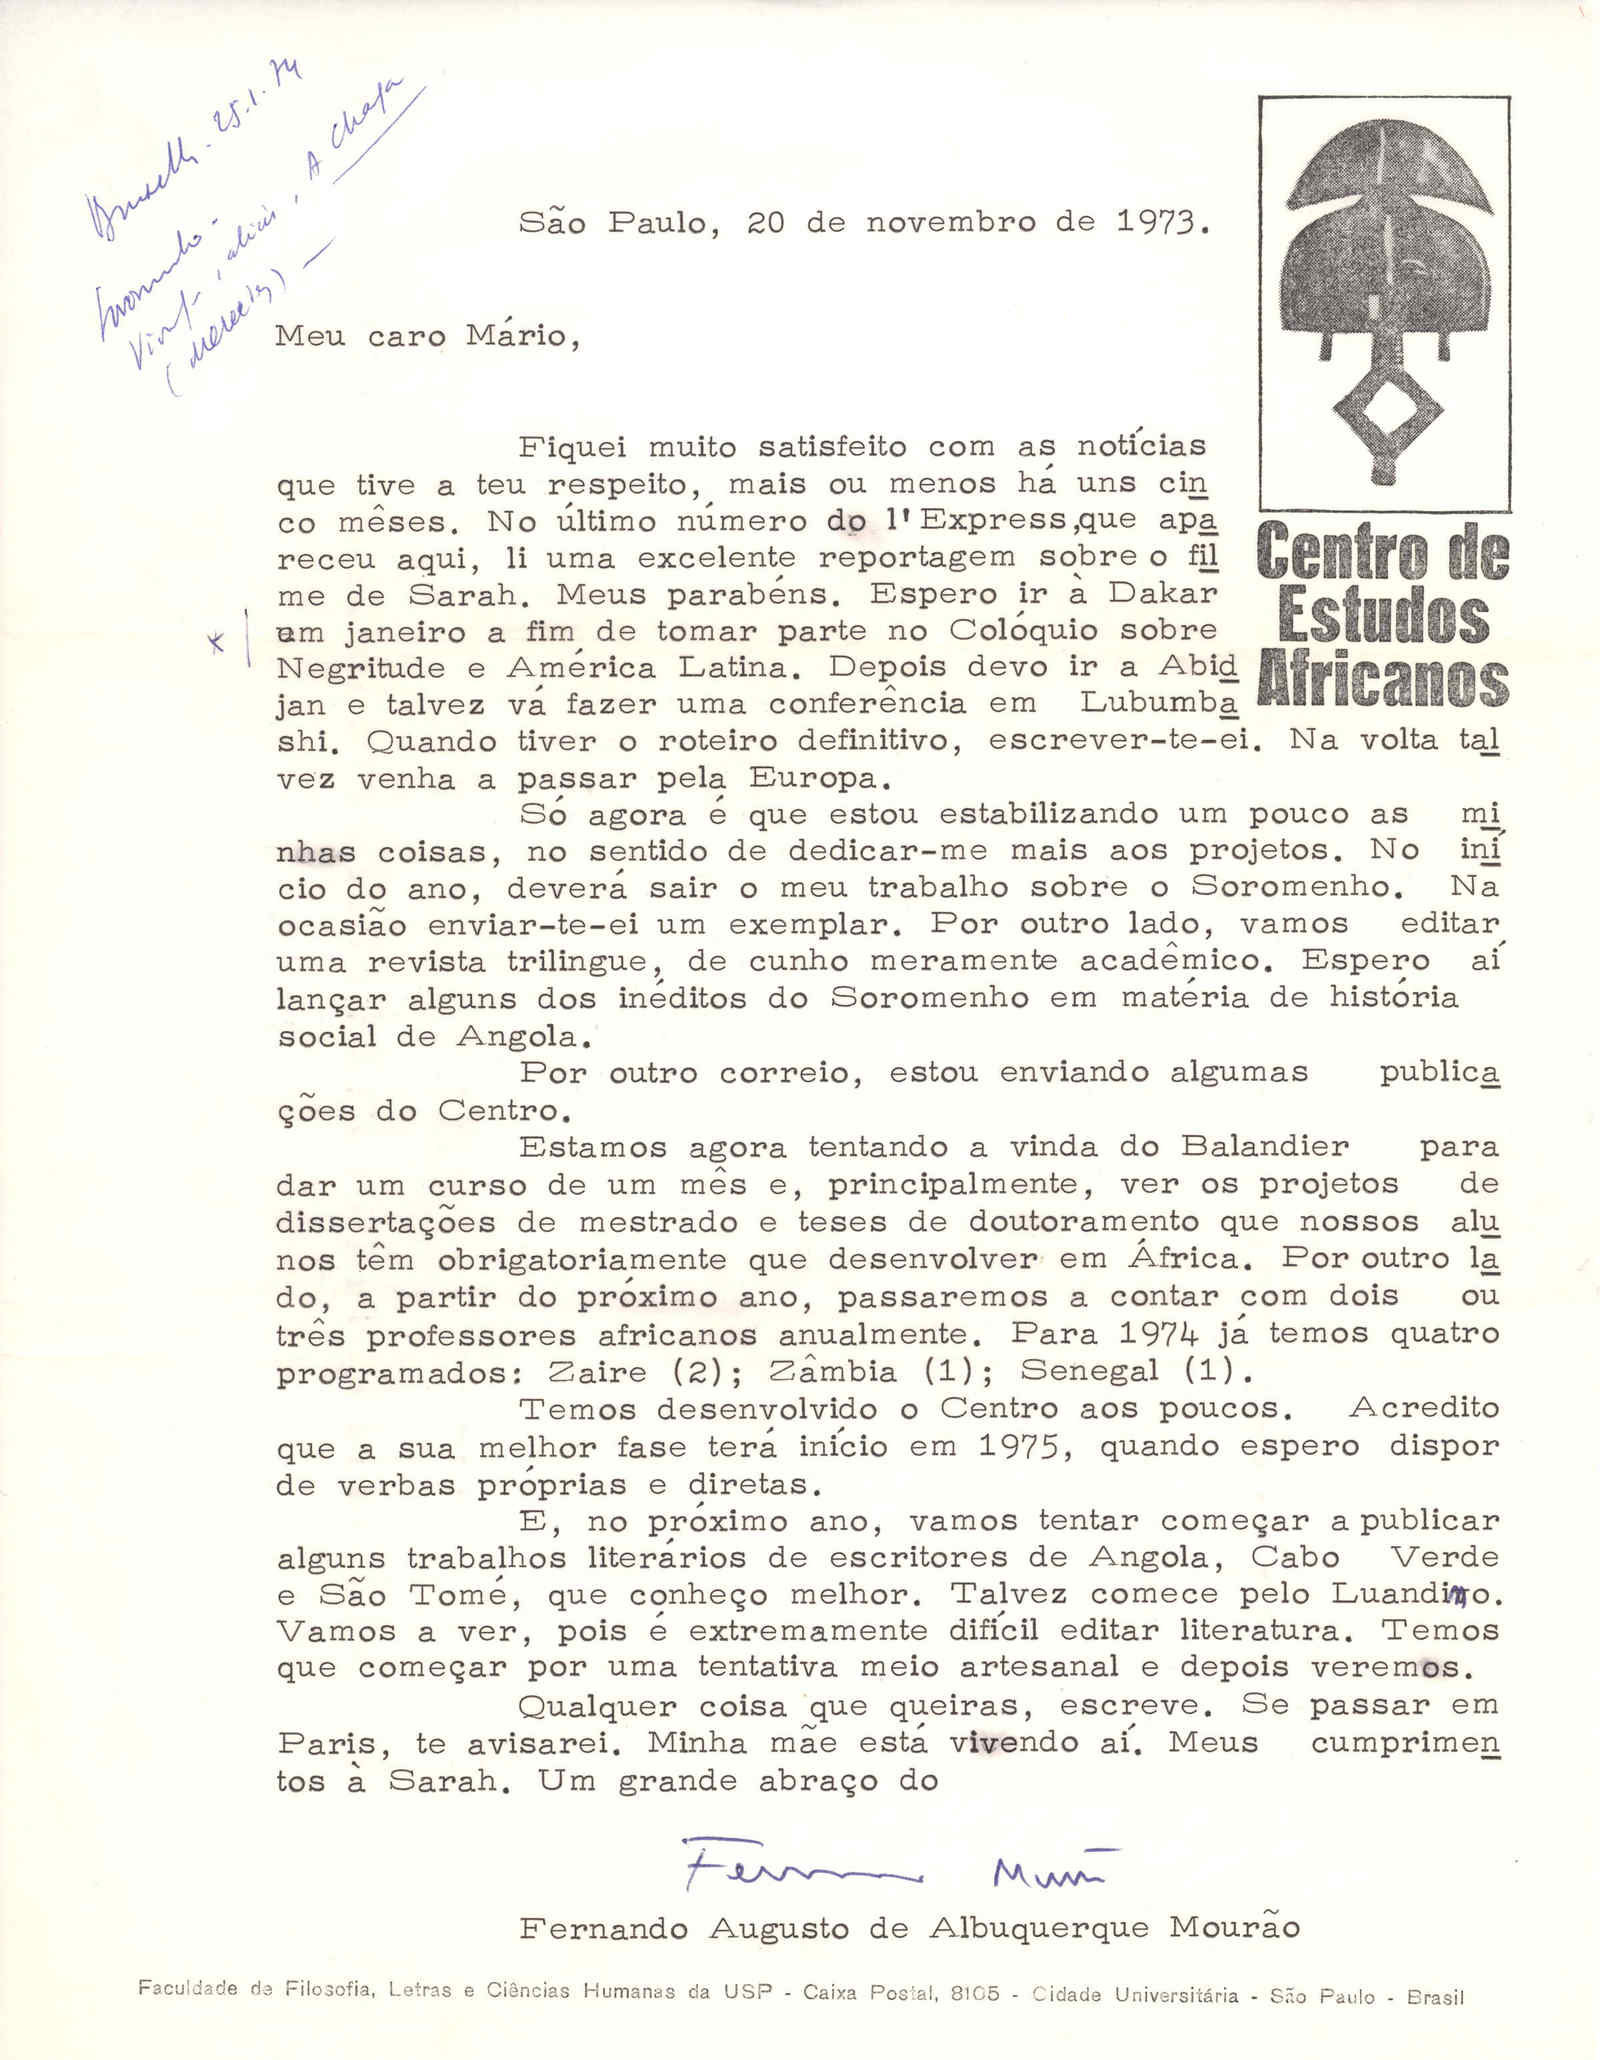 25.1.74
A Chaga
São Paulo, 20 de novembro de 1973.
Meu caro Mário,
Fiquei muito satisfeito com as notícias
que tive a teu respeito, mais ou menos há uns cin
co mêses. No último número do l'Express,que apa
receu aqui, li uma excelente reportagem sobre o fil
me de Sarah. Meus parabéns. Espero ir à Dakar
em janeiro a fim de tomar parte no Colóquio sobre
Negritude e América Latina. Depois devo ir a Abid
jan e talvez vá fazer uma conferência em Lubumba
shi. Quando tiver o roteiro definitivo, escrever-te-ei. Na volta tal
vez venha a passar pela Europa.
Só agora é que estou estabilizando um pouco as mi
nhas coisas, no sentido de dedicar-me mais aos projetos. No iní
cio do ano, deverá sair o meu trabalho sobre o Soromenho. Na
ocasião enviar-te-ei um exemplar. Por outro lado, vamos editar
uma revista trilingue, de cunho meramente acadêmico. Espero aí
lançar alguns dos inéditos do Soromenho em matéria de história
social de Angola.
Por outro correio, estou enviando algumas publica
ções do Centro.
Estamos agora tentando a vinda do Balandier para
dar um curso de um mês e, principalmente, ver os projetos de
dissertações de mestrado e teses de doutoramento que nossos alu
nos têm obrigatoriamente que desenvolver em África. Por outro la
do, a partir do próximo ano, passaremos a contar com dois ou
três professores africanos anualmente. Para 1974 já temos quatro
programados: Zaire (2); Zâmbia (1); Senegal (1).
Temos desenvolvido o Centro aos poucos. Acredito
que a sua melhor fase terá início em 1975, quando espero dispor
de verbas próprias e diretas.
E, no próximo ano, vamos tentar começar a publicar
alguns trabalhos literários de escritores de Angola, Cabo Verde
e São Tomé, que conheço melhor. Talvez comece pelo Luandino.
Vamos a ver, pois é extremamente difícil editar literatura. Temos
que começar por uma tentativa meio artesanal e depois veremos.
Qualquer coisa que queiras, escreve. Se passar em
Paris, te avisarei. Minha mãe está vivendo aí. Meus cumprimen
tos à Sarah. Um grande abraço do
Fernando Augusto de Albuquerque Mourão
Centro de
Estudos
Africanos
Faculdade de Filosofia, Letras e Ciências Humanas da USP - Caixa Postal, 8105 - Cidade Universitária - São Paulo - Brasil